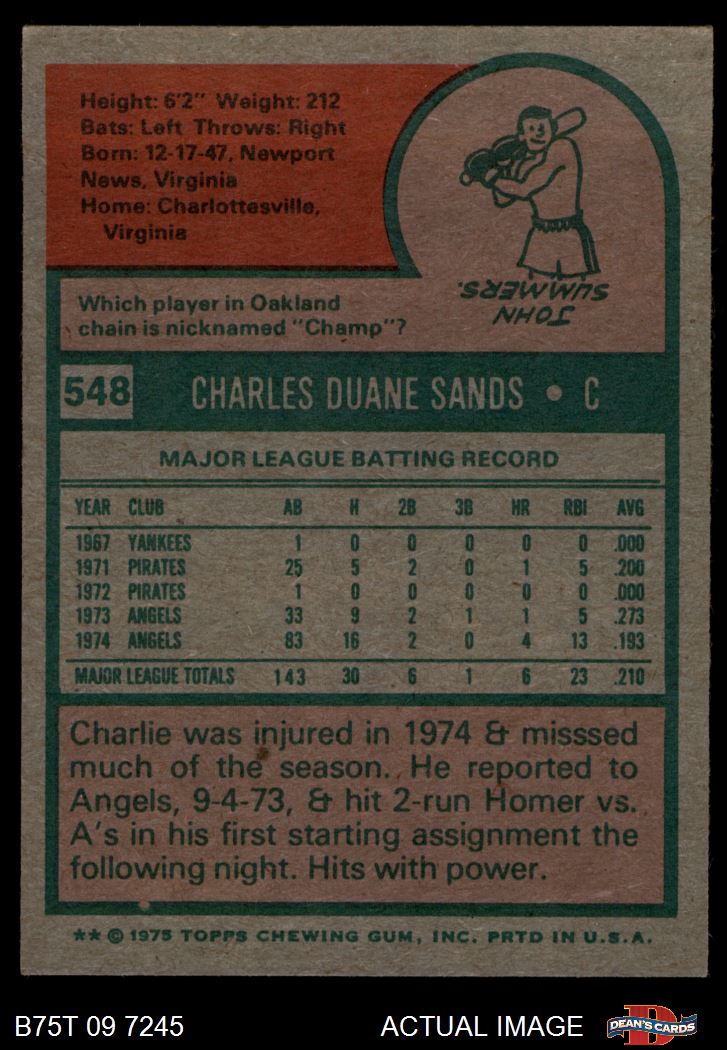 Height: 6'2" Weight: 212
Bats: Left Throws: Right
Born: 12-17-47, Newport
News, Virginia
Home: Charlottesville,
Virginia
Which player in Oakland
chain is nicknamed "Champ"?
JOHN
SUMMERS.
548 CHARLES DUANE SANDS • C
MAJOR LEAGUE BATTING RECORD
YEAR CLUB AB H 2B 3B HR RBI AVG
1967 YANKEES 1 0 0 0 0 0 .000
1971 PIRATES 25 5 2 0 1 5 .200
1972 PIRATES 1 0 0 0 0 0 .000
1973 ANGELS 33 9 2 1 1 5 .273
1974 ANGELS 83 16 2 0 4 13 .193
MAJOR LEAGUE TOTALS 143 30 6 1 6 23 .210
Charlie was injured in 1974 & misssed
much of the season. He reported to
Angels, 9-4-73, & hit 2-run Homer vs.
A's in his first starting assignment the
following night. Hits with power.
** © 1975 TOPPS CHEWING GUM, INC. PRTD IN U.S.A.
B75T 09 7245 ACTUAL IMAGE D DEAN'S CARDS